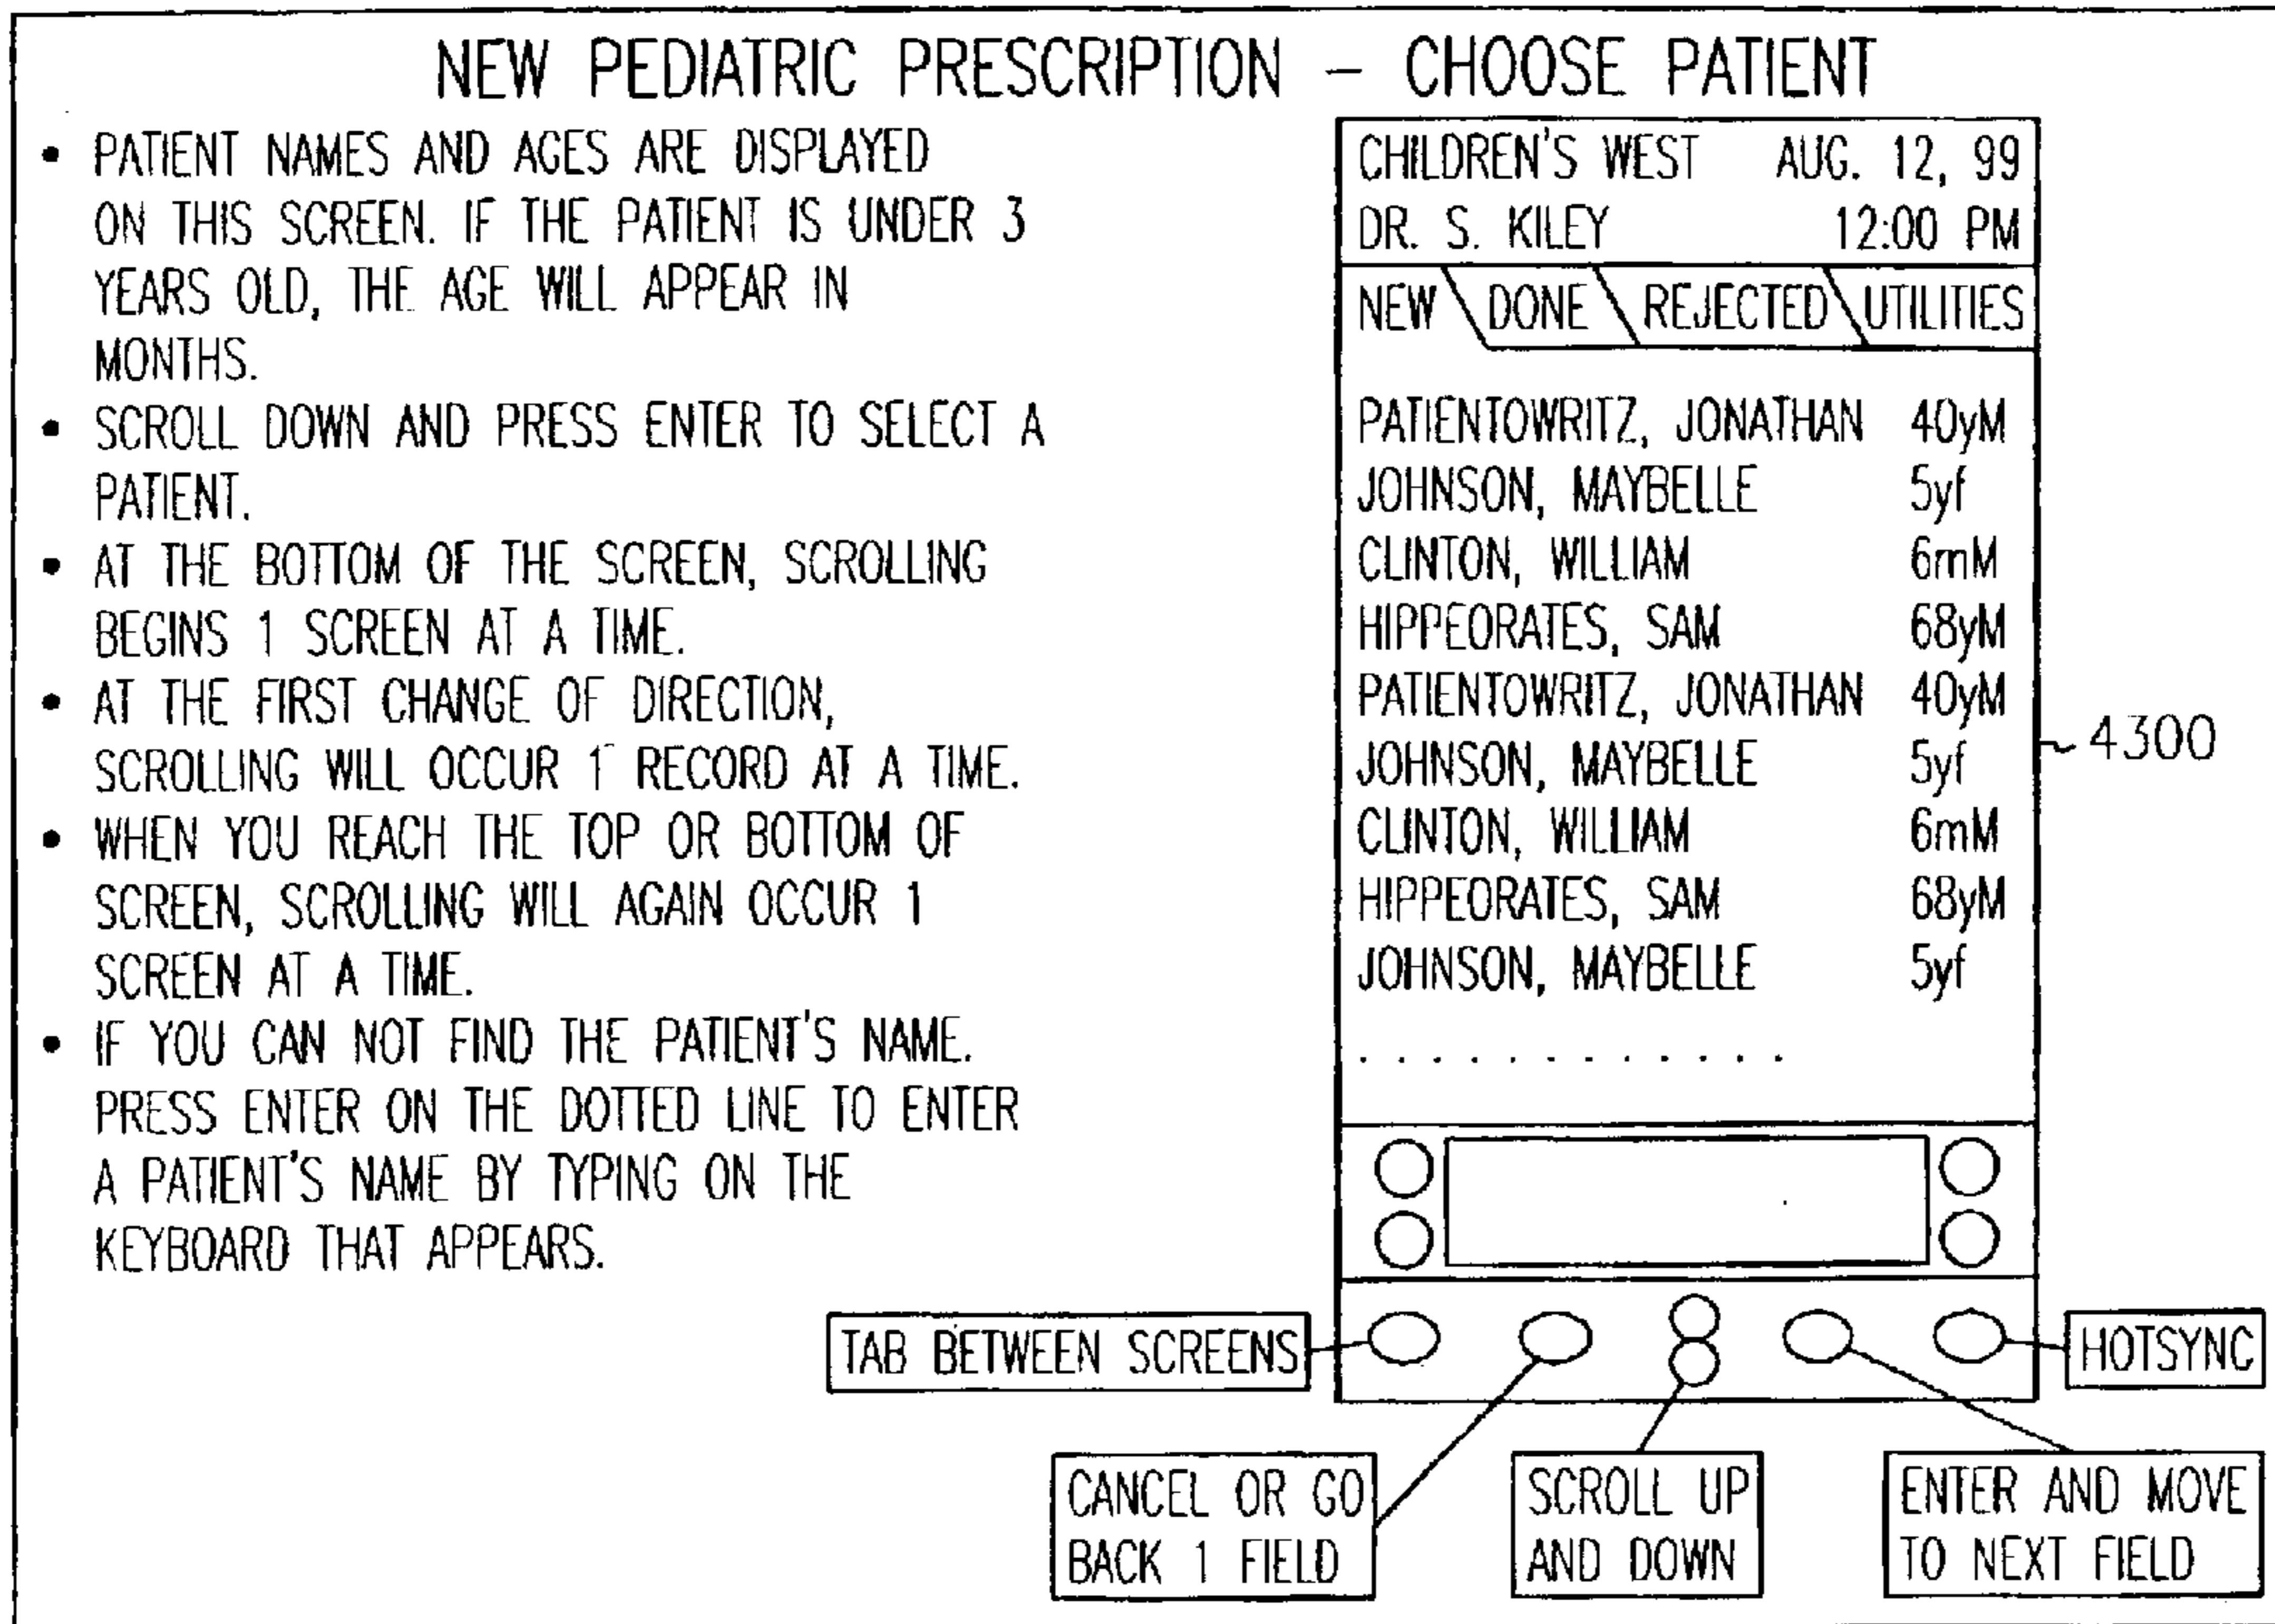 NEW PEDIATRIC PRESCRIPTION – CHOOSE PATIENT
• PATIENT NAMES AND AGES ARE DISPLAYED
ON THIS SCREEN. IF THE PATIENT IS UNDER 3
YEARS OLD, THE AGE WILL APPEAR IN
MONTHS.
• SCROLL DOWN AND PRESS ENTER TO SELECT A
PATIENT.
• AT THE BOTTOM OF THE SCREEN, SCROLLING
BEGINS 1 SCREEN AT A TIME.
• AT THE FIRST CHANGE OF DIRECTION,
SCROLLING WILL OCCUR 1 RECORD AT A TIME.
• WHEN YOU REACH THE TOP OR BOTTOM OF
SCREEN, SCROLLING WILL AGAIN OCCUR 1
SCREEN AT A TIME.
• IF YOU CAN NOT FIND THE PATIENT'S NAME.
PRESS ENTER ON THE DOTTED LINE TO ENTER
A PATIENT'S NAME BY TYPING ON THE
KEYBOARD THAT APPEARS.
CHILDREN'S WEST AUG. 12, 99
DR. S. KILEY 12:00 PM
NEW DONE REJECTED UTILITIES
PATIENTOWRITZ, JONATHAN 40yM
JOHNSON, MAYBELLE 5yf
CLINTON, WILLIAM 6mM
HIPPEORATES, SAM 68yM
PATIENTOWRITZ, JONATHAN 40yM
JOHNSON, MAYBELLE 5yf
CLINTON, WILLIAM 6mM
HIPPEORATES, SAM 68yM
JOHNSON, MAYBELLE 5yf
. . . . . . . . . . . . .
4300
TAB BETWEEN SCREENS
HOTSYNC
CANCEL OR GO
BACK 1 FIELD
SCROLL UP
AND DOWN
ENTER AND MOVE
TO NEXT FIELD